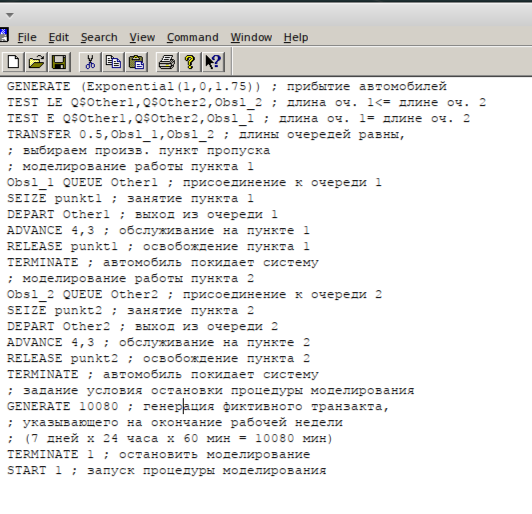 File Edit Search View Command Window Help
GENERATE (Exponential(1,0,1.75)) ; прибытие автомобилей
TEST LE Q$Other1,Q$Other2,Obsl_2 ; длина оч. 1<= длине оч. 2
TEST E Q$Other1,Q$Other2,Obsl_1 ; длина оч. 1= длине оч. 2
TRANSFER 0.5,Obsl_1,Obsl_2 ; длины очередей равны,
; выбираем произв. пункт пропуска
; моделирование работы пункта 1
Obsl_1 QUEUE Other1 ; присоединение к очереди 1
SEIZE punkt1 ; занятие пункта 1
DEPART Other1 ; выход из очереди 1
ADVANCE 4,3 ; обслуживание на пункте 1
RELEASE punkt1 ; освобождение пункта 1
TERMINATE ; автомобиль покидает систему
; моделирование работы пункта 2
Obsl_2 QUEUE Other2 ; присоединение к очереди 2
SEIZE punkt2 ; занятие пункта 2
DEPART Other2 ; выход из очереди 2
ADVANCE 4,3 ; обслуживание на пункте 2
RELEASE punkt2 ; освобождение пункта 2
TERMINATE ; автомобиль покидает систему
; задание условия остановки процедуры моделирования
GENERATE 10080 ; генерация фиктивного транзакта,
; указывающего на окончание рабочей недели
; (7 дней x 24 часа x 60 мин = 10080 мин)
TERMINATE 1 ; остановить моделирование
START 1 ; запуск процедуры моделирования